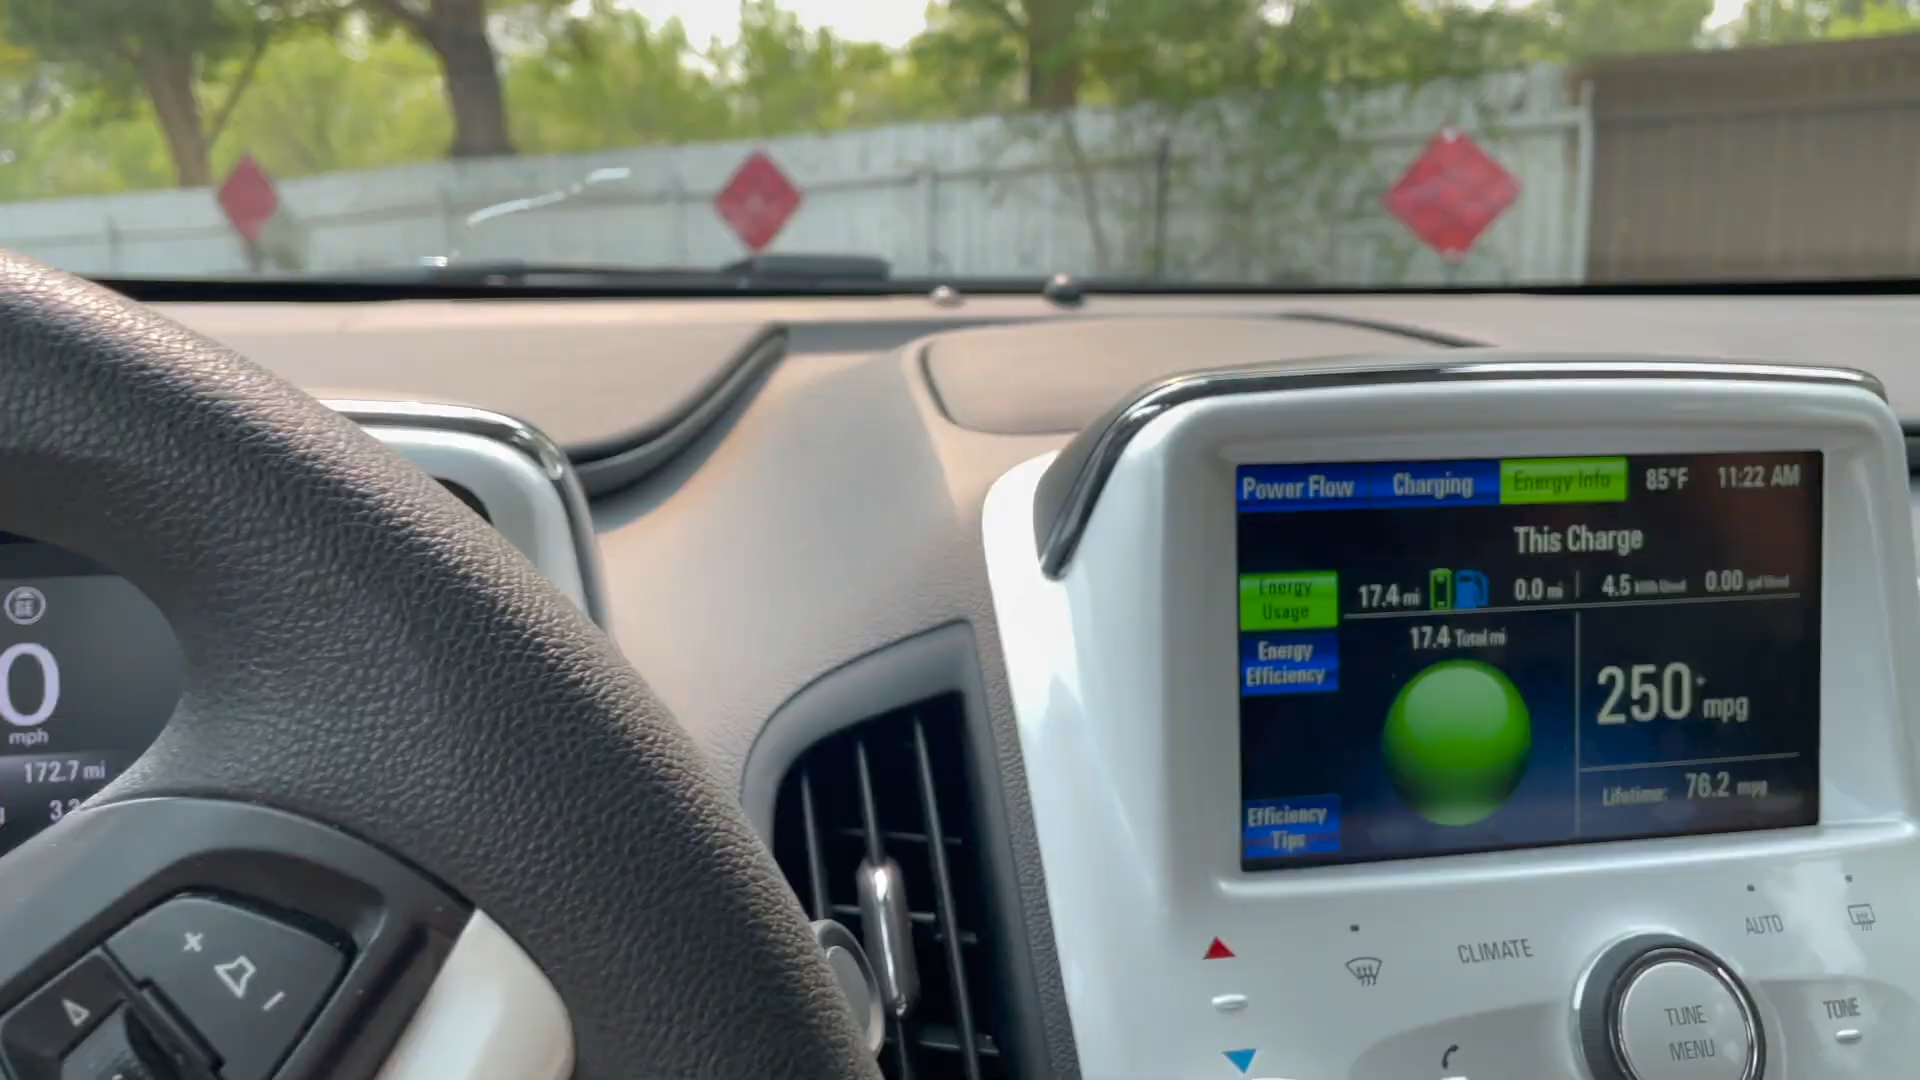 Power Flow Charging Energy Info 85°F 11:22 AM
This Charge
Energy
Usage
17.4 mi 0.0 mi 4.5 kWh Used 0.00 gal Used
17.4 Total mi
Energy
Efficiency
250+ mpg
Lifetime: 76.2 mpg
Efficiency
Tips
0
mph
172.7 mi
AUTO
CLIMATE
TUNE
MENU
TONE